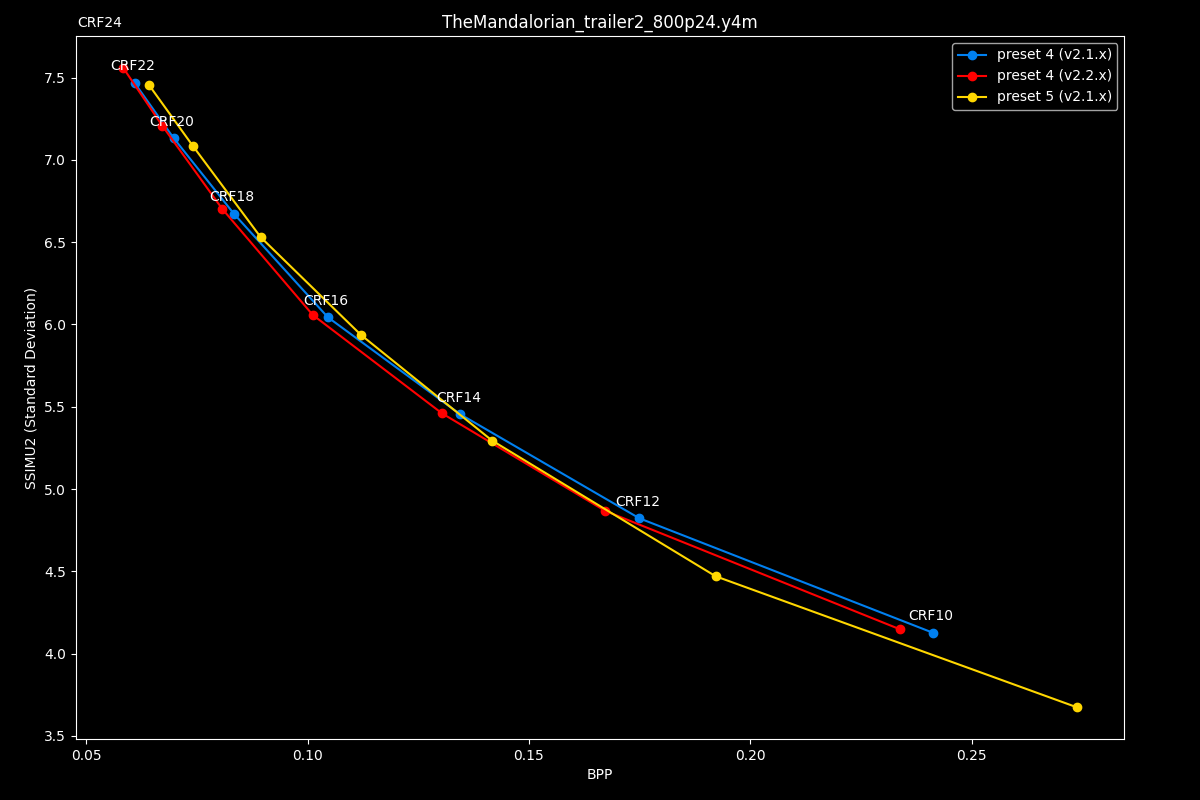 CRF24
TheMandalorian_trailer2_800p24.y4m
preset 4 (v2.1.x)
preset 4 (v2.2.x)
preset 5 (v2.1.x)
CRF22
CRF20
CRF18
CRF16
CRF14
CRF12
CRF10
7.5
7.0
6.5
6.0
5.5
5.0
4.5
4.0
3.5
SSIMU2 (Standard Deviation)
0.05 0.10 0.15 0.20 0.25
BPP